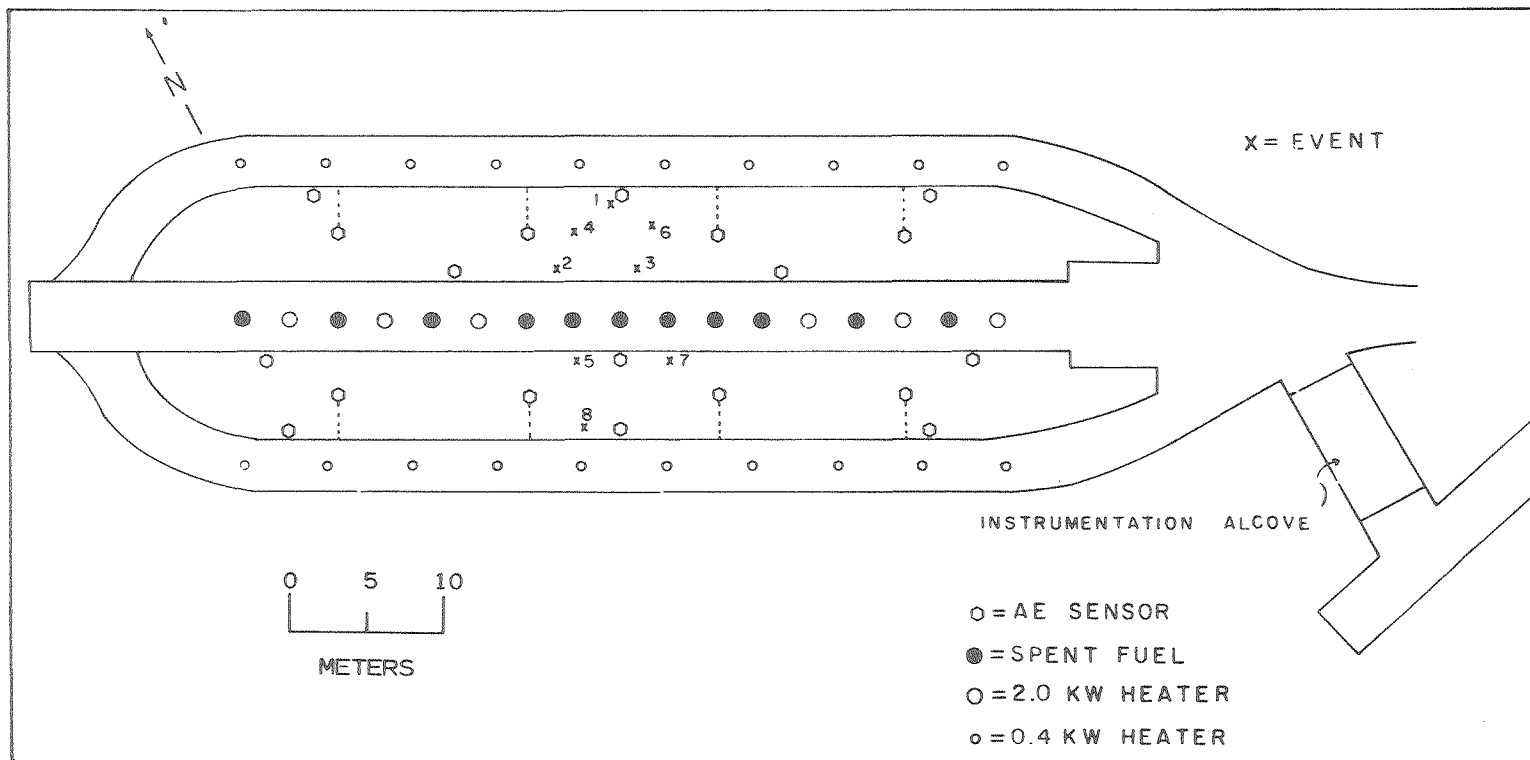 N
X = EVENT
1 x
x 4
x 6
x 2
x 3
x 5
x 7
8
x
INSTRUMENTATION ALCOVE
0 5 10
METERS
= AE SENSOR
= SPENT FUEL
= 2.0 KW HEATER
= 0.4 KW HEATER